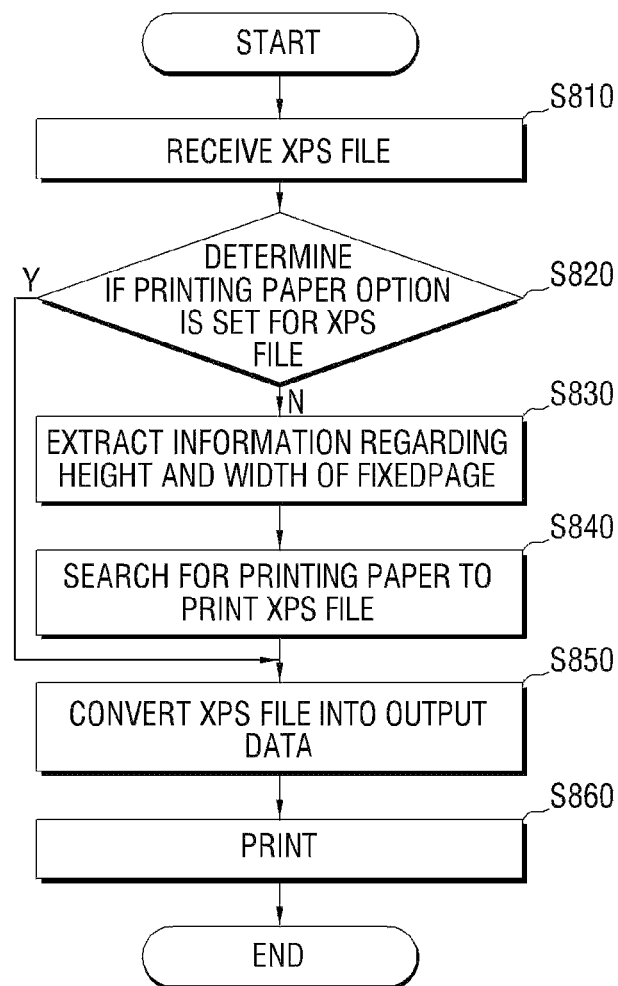 START
S810
RECEIVE XPS FILE
DETERMINE
IF PRINTING PAPER OPTION
IS SET FOR XPS
FILE
Y
S820
N
S830
EXTRACT INFORMATION REGARDING
HEIGHT AND WIDTH OF FIXEDPAGE
S840
SEARCH FOR PRINTING PAPER TO
PRINT XPS FILE
S850
CONVERT XPS FILE INTO OUTPUT
DATA
S860
PRINT
END